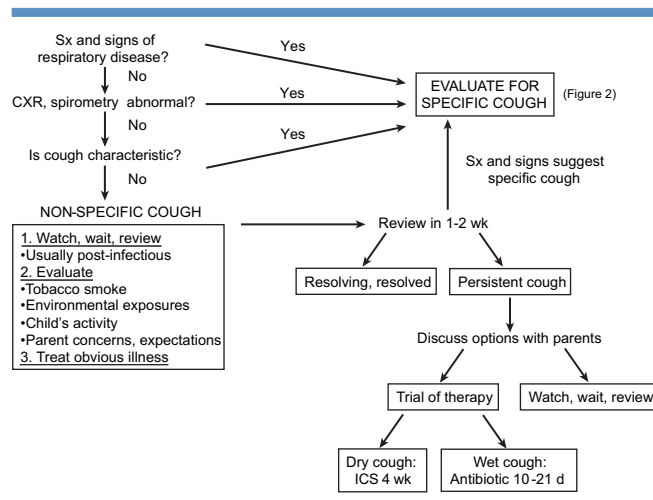 Sx and signs of
respiratory disease?
Yes
No
CXR, spirometry abnormal?
Yes
EVALUATE FOR
SPECIFIC COUGH
(Figure 2)
No
Yes
Is cough characteristic?
No
Sx and signs suggest
specific cough
NON-SPECIFIC COUGH
1. Watch, wait, review
•Usually post-infectious
2. Evaluate
•Tobacco smoke
•Environmental exposures
•Child's activity
•Parent concerns, expectations
3. Treat obvious illness
Review in 1-2 wk
Resolving, resolved
Persistent cough
Discuss options with parents
Trial of therapy
Watch, wait, review
Dry cough:
ICS 4 wk
Wet cough:
Antibiotic 10-21 d